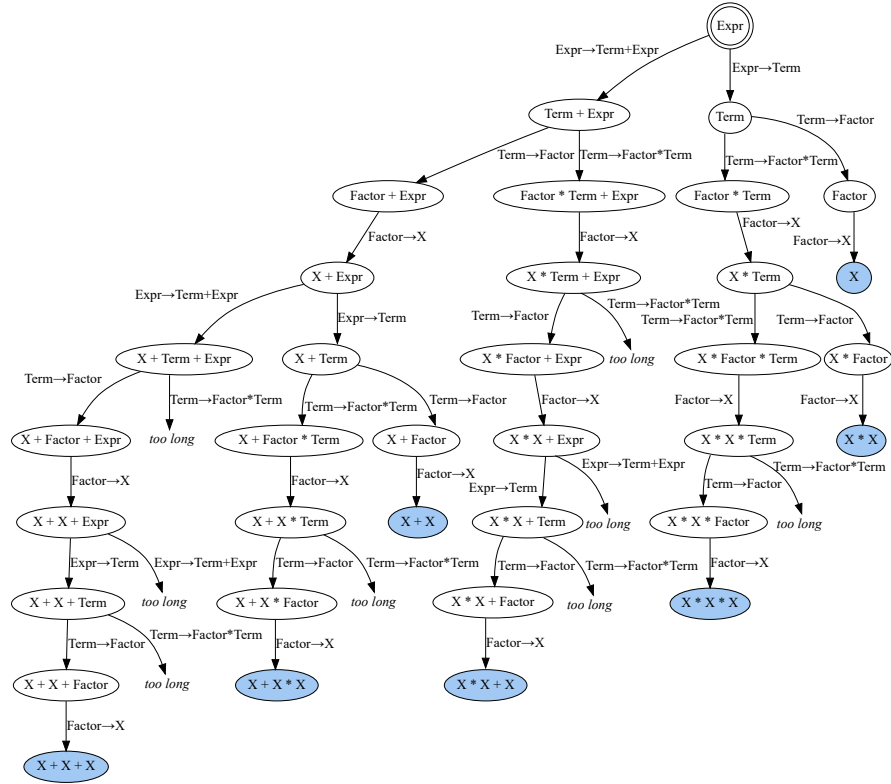 Expr
Expr→Term+Expr
Expr→Term
Term + Expr
Term
Term→Factor
Term→Factor
Term→Factor*Term
Term→Factor*Term
Factor + Expr
Factor * Term + Expr
Factor * Term
Factor
Factor→X
Factor→X
Factor→X
Factor→X
X + Expr
X * Term + Expr
X * Term
X
Expr→Term+Expr
Expr→Term
Term→Factor
Term→Factor*Term
Term→Factor*Term
Term→Factor
X + Term + Expr
X + Term
X * Factor + Expr
too long
X * Factor * Term
X * Factor
Term→Factor
Term→Factor*Term
Term→Factor*Term
Term→Factor
Factor→X
Factor→X
Factor→X
X + Factor + Expr
too long
X + Factor * Term
X + Factor
X * X + Expr
X * X * Term
X * X
Factor→X
Factor→X
Factor→X
Expr→Term
Expr→Term+Expr
Term→Factor
Term→Factor*Term
X + X + Expr
X + X * Term
X + X
X * X + Term
too long
X * X * Factor
too long
Expr→Term
Expr→Term+Expr
Term→Factor
Term→Factor*Term
Term→Factor
Term→Factor*Term
Factor→X
X + X + Term
too long
X + X * Factor
too long
X * X + Factor
too long
X * X * X
Term→Factor
Term→Factor*Term
Factor→X
Factor→X
X + X + Factor
too long
X + X * X
X * X + X
Factor→X
X + X + X